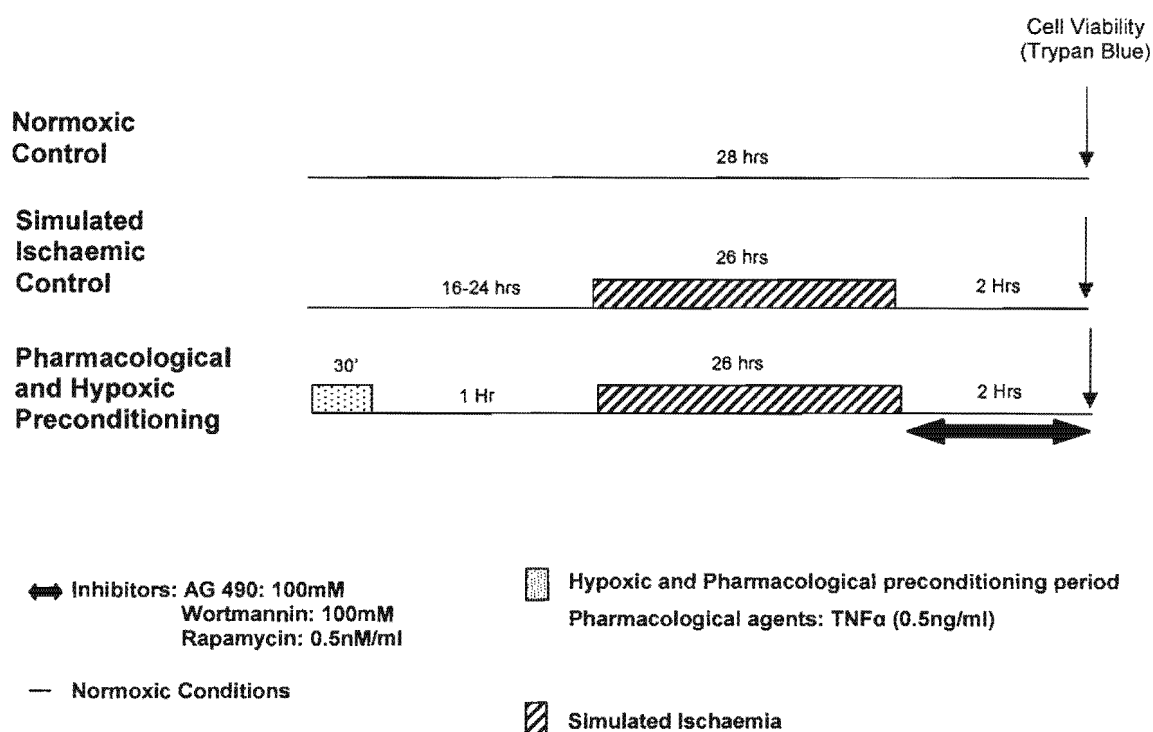 Cell Viability
(Trypan Blue)
Normoxic
Control
28 hrs
Simulated
Ischaemic
Control
16-24 hrs
26 hrs
2 Hrs
Pharmacological
and Hypoxic
Preconditioning
30'
1 Hr
26 hrs
2 Hrs
Inhibitors: AG 490: 100mM
Wortmannin: 100mM
Rapamycin: 0.5nM/ml
Normoxic Conditions
Hypoxic and Pharmacological preconditioning period
Pharmacological agents: TNFα (0.5ng/ml)
Simulated Ischaemia